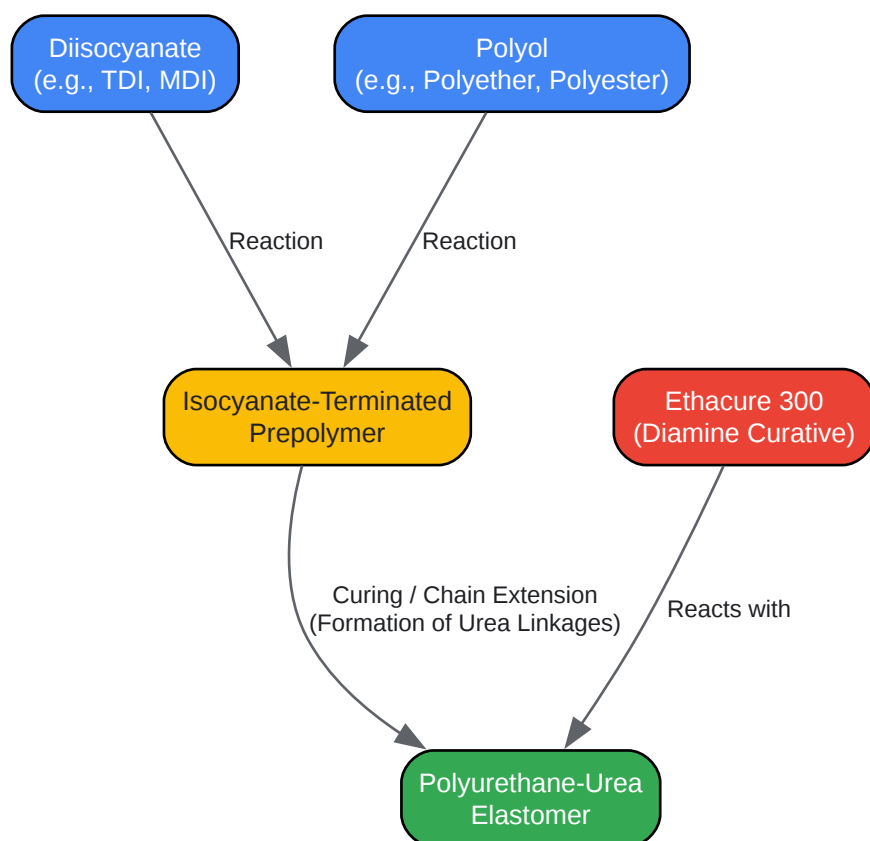 Diisocyanate
(e.g., TDI, MDI)
Polyol
(e.g., Polyether, Polyester)
Reaction
Reaction
Isocyanate-Terminated
Prepolymer
Ethacure 300
(Diamine Curative)
Curing / Chain Extension
(Formation of Urea Linkages)
Reacts with
Polyurethane-Urea
Elastomer